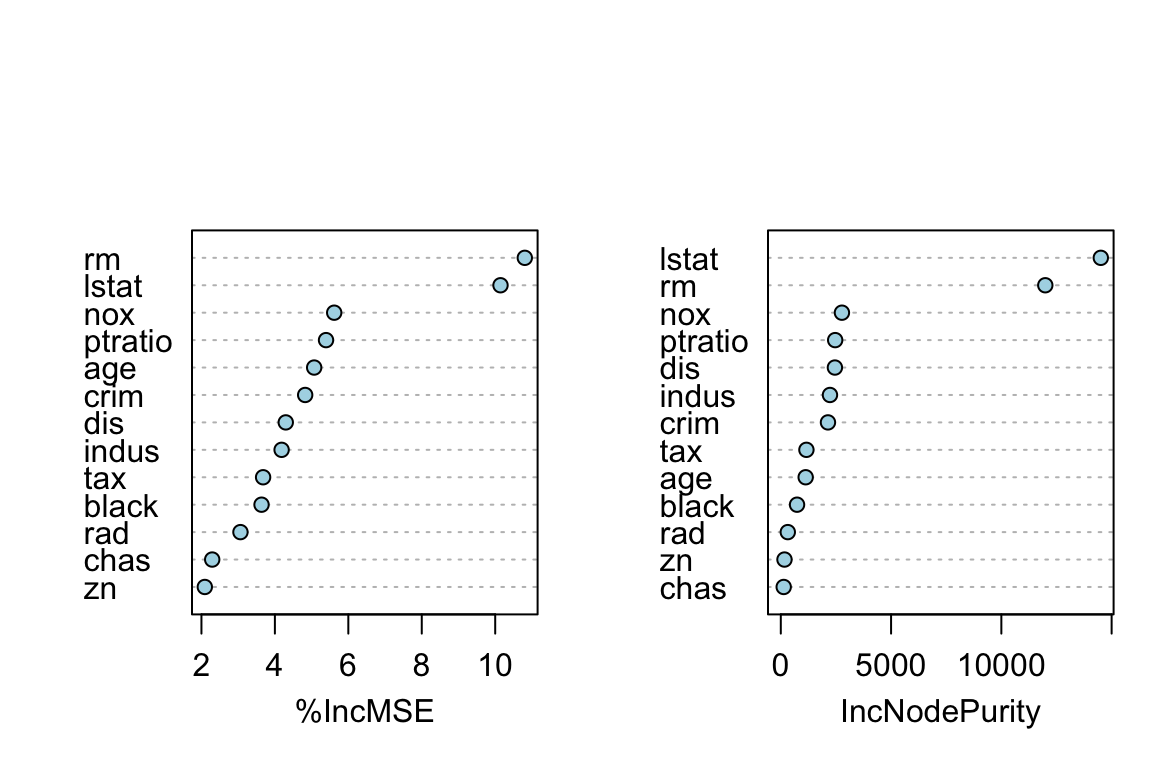 rm
lstat
nox
ptratio
age
crim
dis
indus
tax
black
rad
chas
zn
2 4 6 8 10
%IncMSE
lstat
rm
nox
ptratio
dis
indus
crim
tax
age
black
rad
zn
chas
0 5000 10000
IncNodePurity